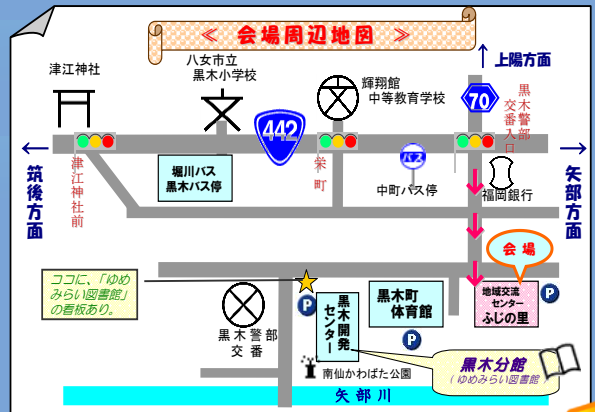 ≪ 会場周辺地図 ≫
上陽方面
津江神社
八女市立
黒木小学校
輝翔館
中等教育学校
70
黒木警部
交番入口
442
バス
筑後方面
矢部方面
津江神社前
堀川バス
黒木バス停
栄町
中町バス停
福岡銀行
会場
ココに、「ゆめ
みらい図書館」
の看板あり。
P
黒木警部
交番
黒木開発
センター
黒木町
体育館
P
地域交流
センター
ふじの里
P
南仙かわばた公園
黒木分館
(ゆめみらい図書館)
矢部川